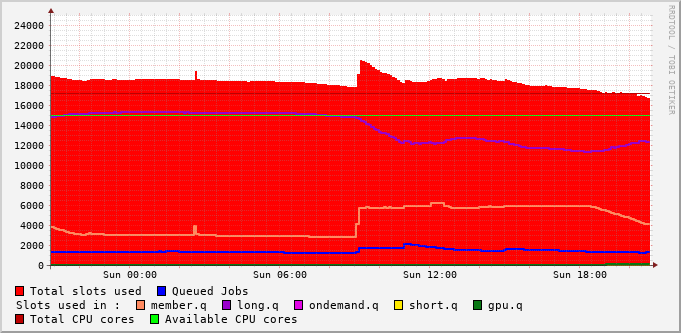 RRDTOOL / TOBI OETIKER
24000
22000
20000
18000
16000
14000
12000
10000
8000
6000
4000
2000
0
Sun 00:00 Sun 06:00 Sun 12:00 Sun 18:00
Total slots used Queued Jobs
Slots used in : member.q long.q ondemand.q short.q gpu.q
Total CPU cores Available CPU cores